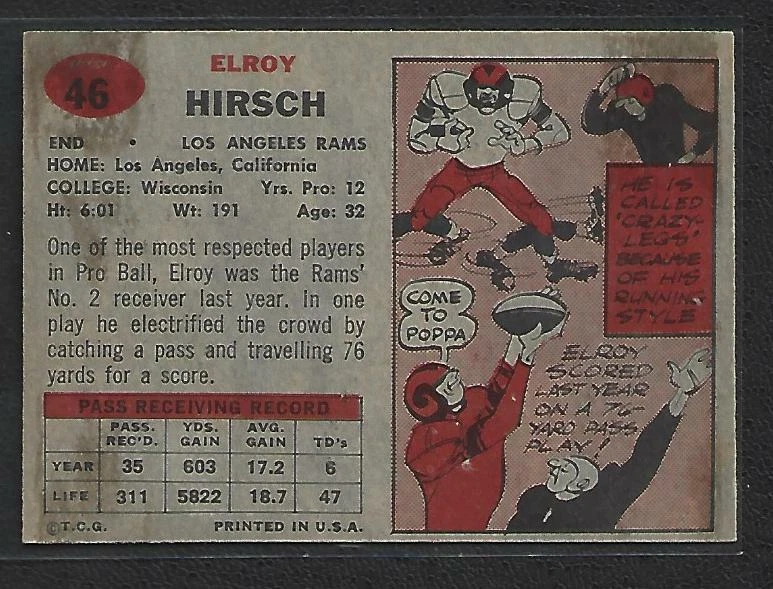 46
ELROY
HIRSCH
END • LOS ANGELES RAMS
HOME: Los Angeles, California
COLLEGE: Wisconsin Yrs. Pro: 12
Ht: 6:01 Wt: 191 Age: 32
One of the most respected players
in Pro Ball, Elroy was the Rams'
No. 2 receiver last year. In one
play he electrified the crowd by
catching a pass and travelling 76
yards for a score.
PASS RECEIVING RECORD
PASS. REC'D. YDS. GAIN AVG. GAIN TD's
YEAR 35 603 17.2 6
LIFE 311 5822 18.7 47
©T.C.G. PRINTED IN U.S.A.
HE IS
CALLED
'CRAZY-
LEGS'
BECAUSE
OF HIS
RUNNING
STYLE
COME
TO
POPPA
ELROY
SCORED
LAST YEAR
ON A 76-
YARD PASS
PLAY!